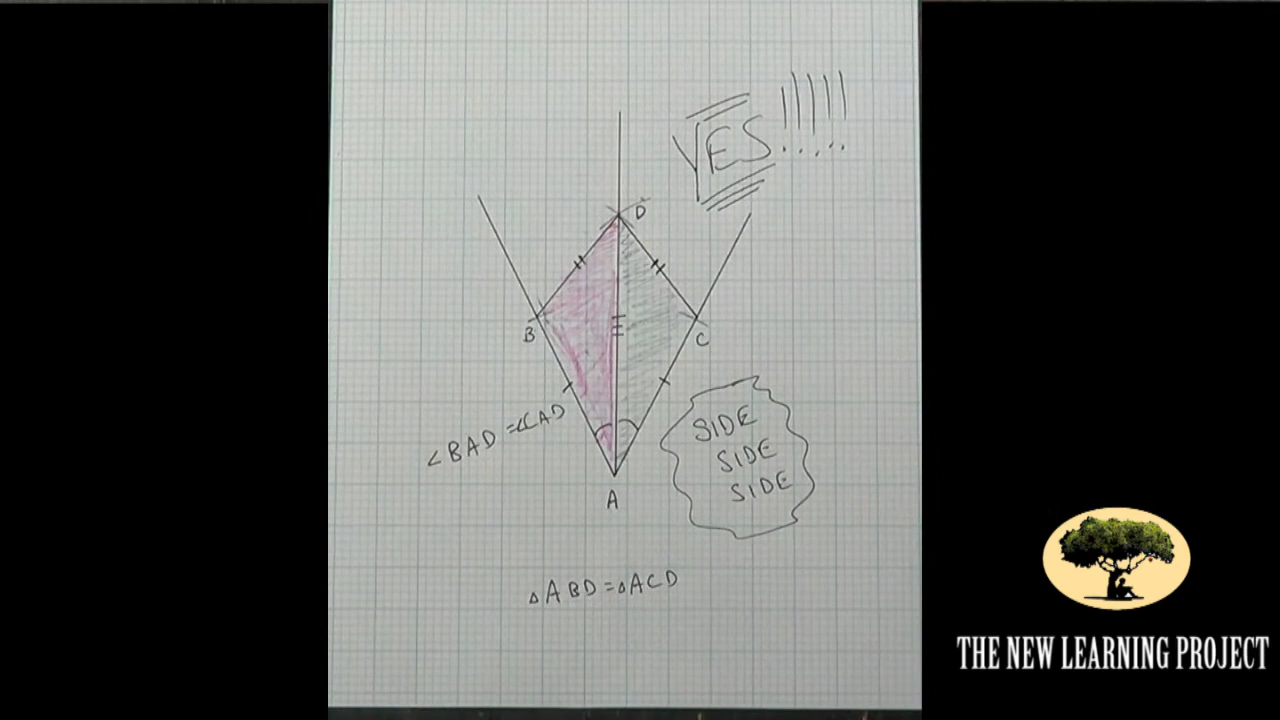 YES!!!!!
D
B
C
∠BAD=∠CAD
SIDE
SIDE
SIDE
A
△ABD=△ACD
THE NEW LEARNING PROJECT